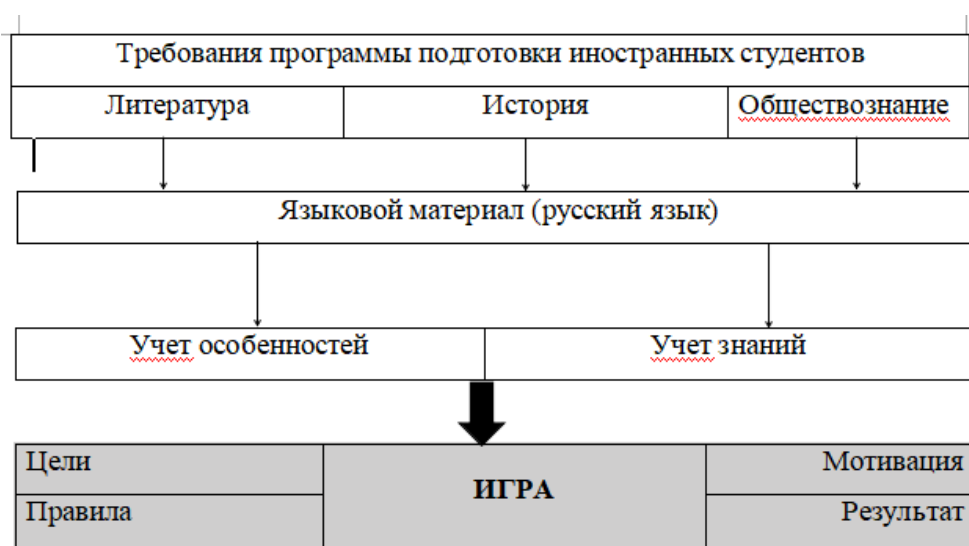 Требования программы подготовки иностранных студентов
Литература
История
Обществознание
Языковой материал (русский язык)
Учет особенностей
Учет знаний
Цели
ИГРА
Мотивация
Правила
Результат